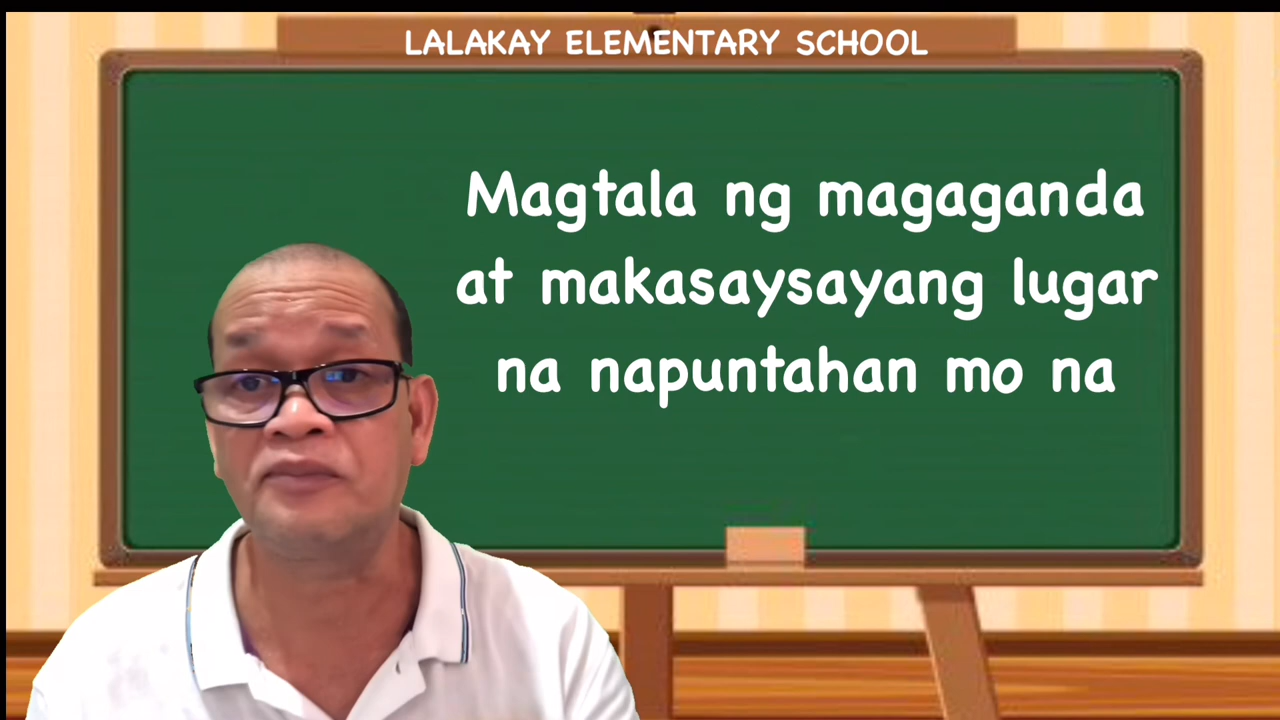 LALAKAY ELEMENTARY SCHOOL
Magtala ng magaganda
at makasaysayang lugar
na napuntahan mo na